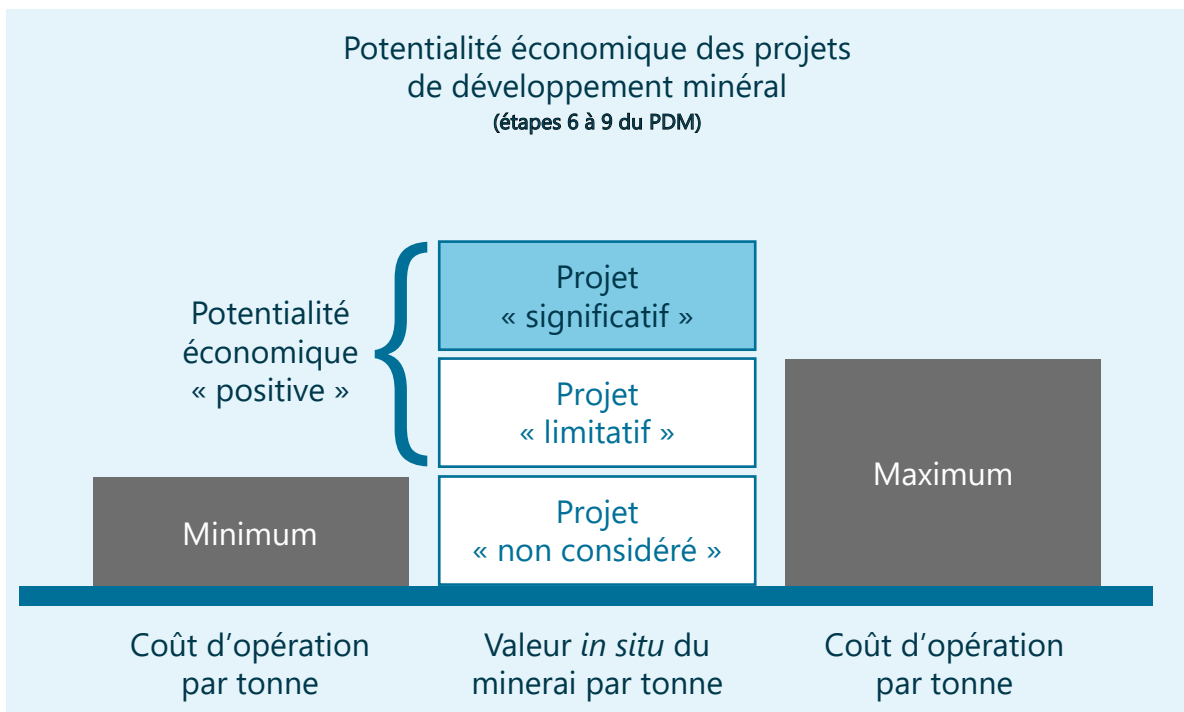 Potentialité économique des projets
de développement minéral
(étapes 6 à 9 du PDM)
Potentialité
économique
« positive »
Projet
« significatif »
Projet
« limitatif »
Projet
« non considéré »
Minimum
Maximum
Coût d’opération
par tonne
Valeur in situ du
minerai par tonne
Coût d’opération
par tonne